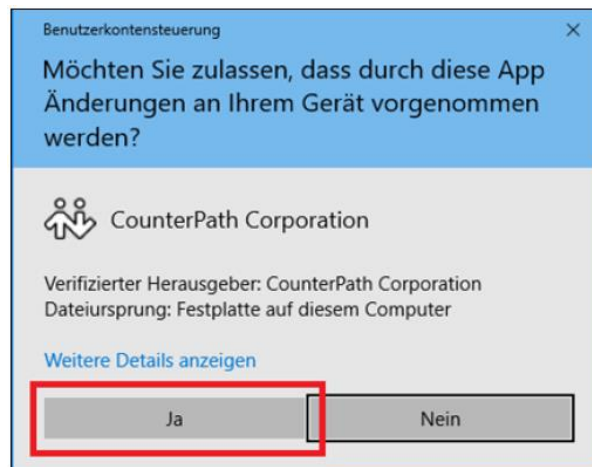 Benutzerkontensteuerung
Möchten Sie zulassen, dass durch diese App
Änderungen an Ihrem Gerät vorgenommen
werden?
CounterPath Corporation
Verifizierter Herausgeber: CounterPath Corporation
Dateiursprung: Festplatte auf diesem Computer
Weitere Details anzeigen
Ja
Nein